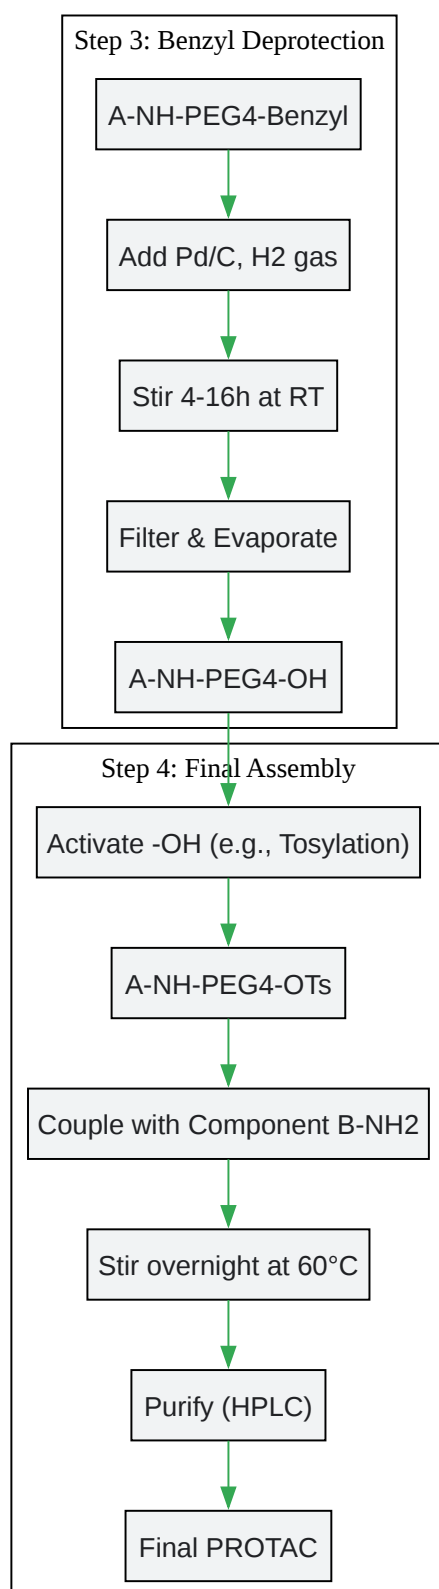 Step 3: Benzyl Deprotection
A-NH-PEG4-Benzyl
Add Pd/C, H2 gas
Stir 4-16h at RT
Filter & Evaporate
A-NH-PEG4-OH
Step 4: Final Assembly
Activate -OH (e.g., Tosylation)
A-NH-PEG4-OTs
Couple with Component B-NH2
Stir overnight at 60°C
Purify (HPLC)
Final PROTAC